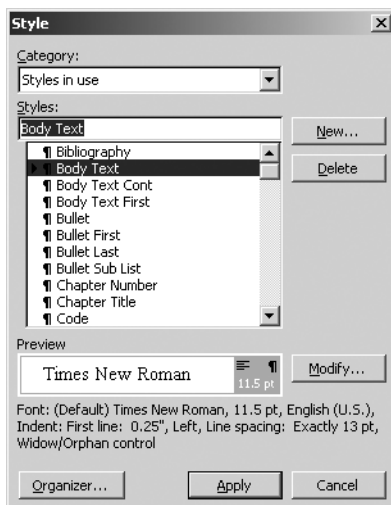 Style
Category:
Styles in use
Styles:
Body Text
New...
¶ Bibliography
¶ Body Text
Delete
¶ Body Text Cont
¶ Body Text First
¶ Bullet
¶ Bullet First
¶ Bullet Last
¶ Bullet Sub List
¶ Chapter Number
¶ Chapter Title
¶ Code
Preview
Times New Roman
¶
11.5 pt
Modify...
Font: (Default) Times New Roman, 11.5 pt, English (U.S.),
Indent: First line: 0.25", Left, Line spacing: Exactly 13 pt,
Widow/Orphan control
Organizer...
Apply
Cancel